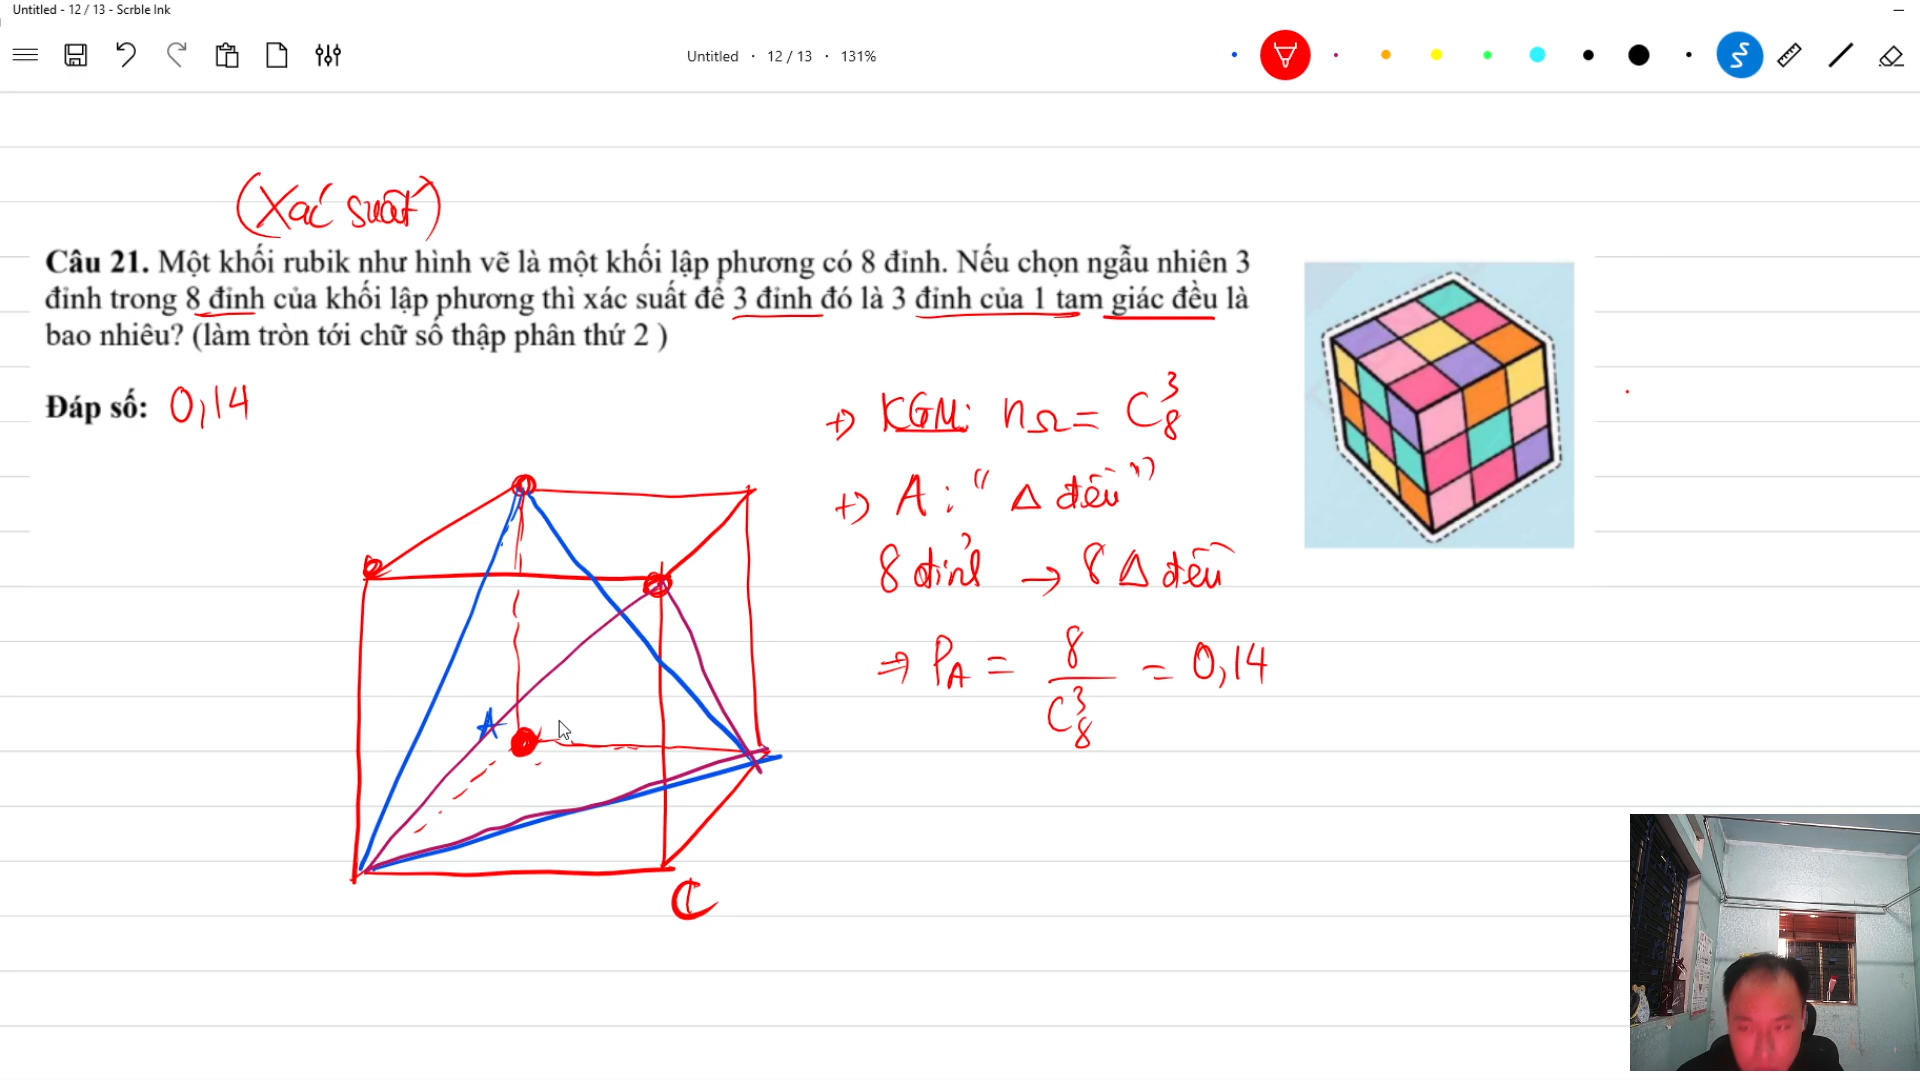 Untitled - 12 / 13 - Scrble Ink
Untitled · 12 / 13 · 131%
(Xác suất)
Câu 21. Một khối rubik như hình vẽ là một khối lập phương có 8 đỉnh. Nếu chọn ngẫu nhiên 3
đỉnh trong 8 đỉnh của khối lập phương thì xác suất để 3 đỉnh đó là 3 đỉnh của 1 tam giác đều là
bao nhiêu? (làm tròn tới chữ số thập phân thứ 2 )
Đáp số: 0,14
+) KGM: nΩ = C₈³
+) A: " Δ đều "
8 đỉnh → 8 Δ đều
⇒ P_A = 8/C₈³ = 0,14
A
C